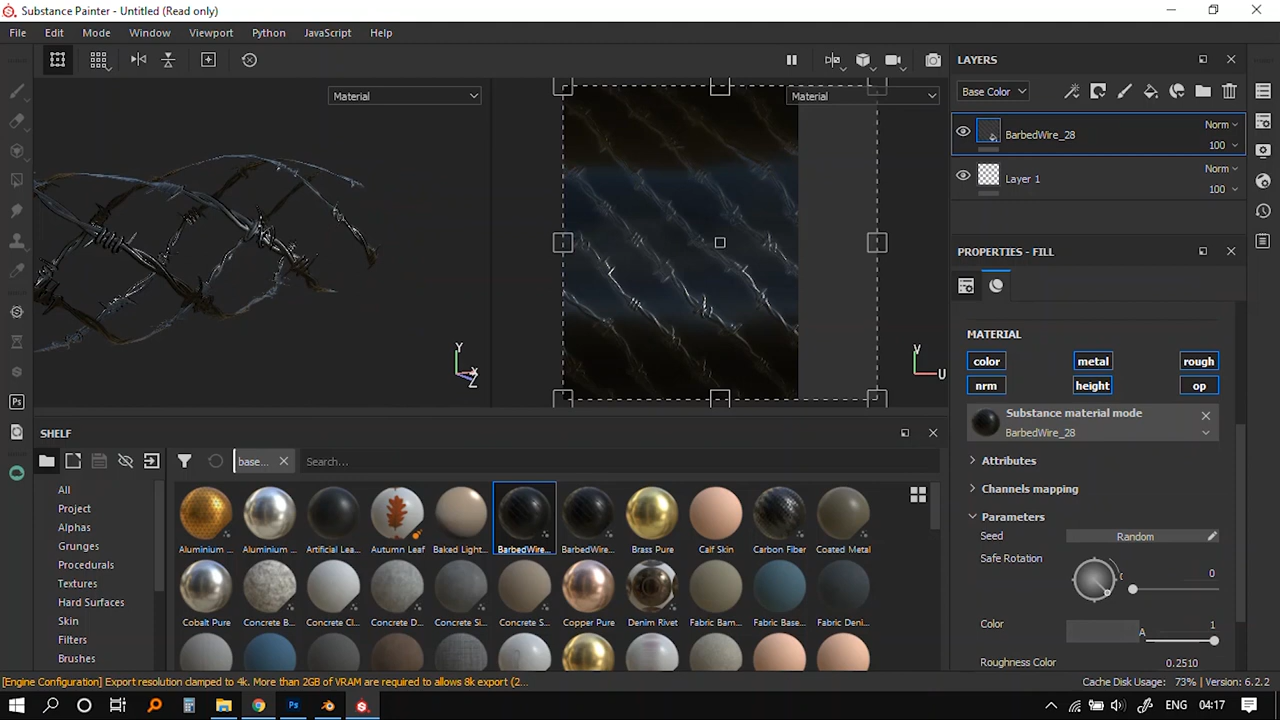 Substance Painter - Untitled (Read only)
File Edit Mode Window Viewport Python JavaScript Help
Material
Material
Y
X
Z
V
U
LAYERS
Base Color
BarbedWire_28
Norm
100
Layer 1
Norm
100
PROPERTIES - FILL
MATERIAL
color metal rough
nrm height op
Substance material mode
BarbedWire_28
Attributes
Channels mapping
Parameters
Seed Random
Safe Rotation 0
Color A 1
Roughness Color 0.2510
SHELF
base... Search...
All
Project
Alphas
Grunges
Procedurals
Textures
Hard Surfaces
Skin
Filters
Brushes
Aluminium ... Aluminium ... Artificial Lea... Autumn Leaf Baked Light... BarbedWire... BarbedWire... Brass Pure Calf Skin Carbon Fiber Coated Metal
Cobalt Pure Concrete B... Concrete Cl... Concrete D... Concrete Si... Concrete S... Copper Pure Denim Rivet Fabric Bam... Fabric Base... Fabric Deni...
[Engine Configuration] Export resolution clamped to 4k. More than 2GB of VRAM are required to allows 8k export (2...
Cache Disk Usage: 73% | Version: 6.2.2
Ps
Ps
ENG 04:17